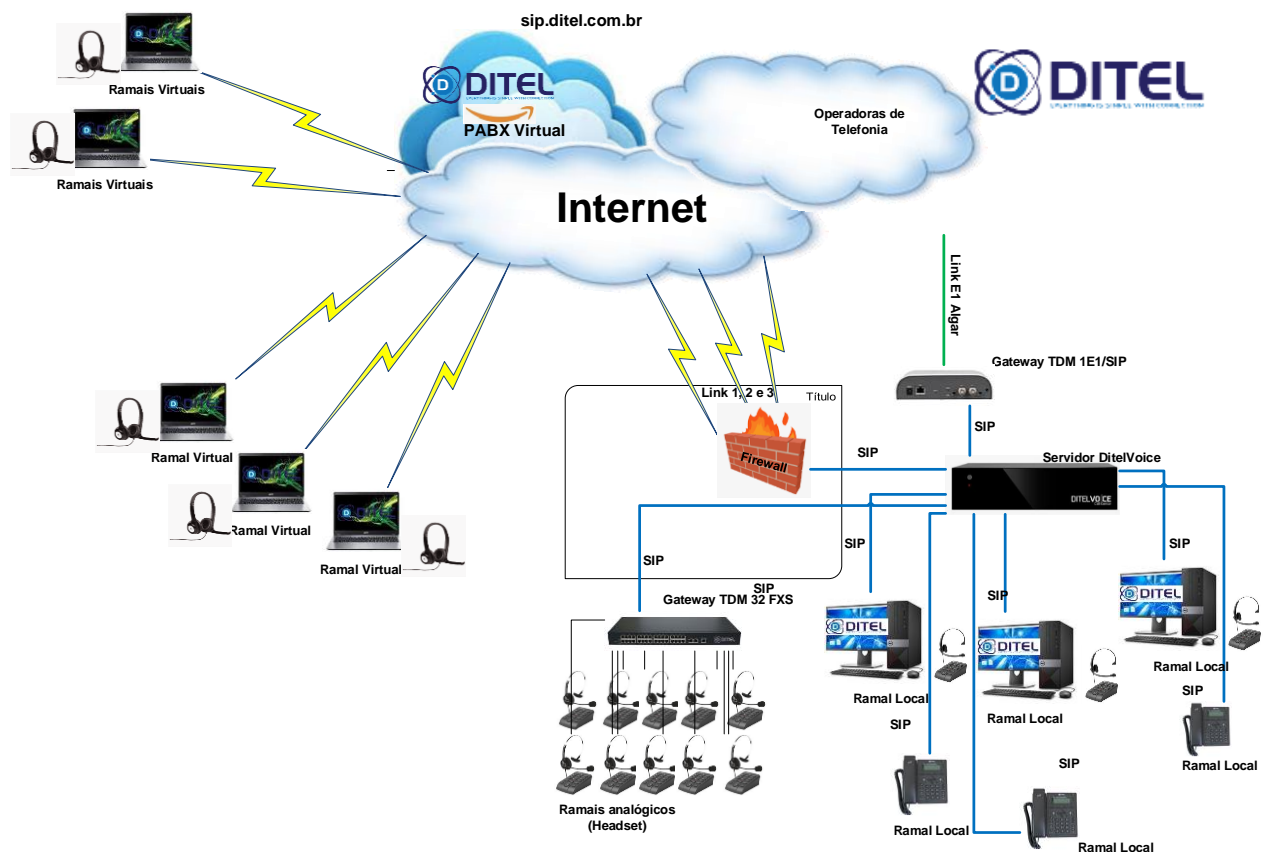 sip.ditel.com.br
DITEL
PABX Virtual
Operadoras de
Telefonia
DITEL
Ramais Virtuais
Ramais Virtuais
Internet
Link E1 Algar
Gateway TDM 1E1/SIP
SIP
Link 1, 2 e 3
Título
Firewall
SIP
Servidor DitelVoice
DITELVOICE
Ramal Virtual
Ramal Virtual
Ramal Virtual
SIP
SIP
SIP
SIP
SIP
SIP
Gateway TDM 32 FXS
DITEL
DITEL
DITEL
DITEL
Ramal Local
Ramal Local
Ramal Local
SIP
SIP
SIP
Ramal Local
Ramal Local
Ramal Local
Ramais analógicos
(Headset)